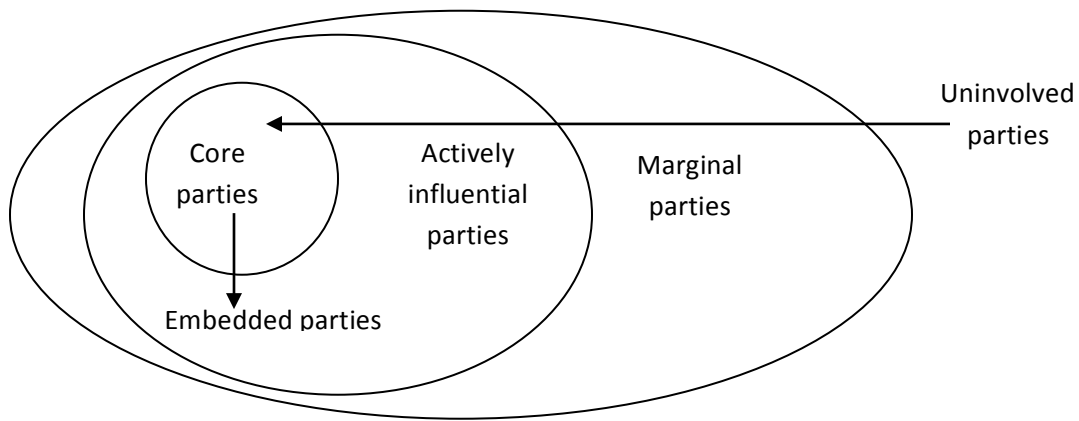 Uninvolved
parties
Core
parties
Actively
influential
parties
Marginal
parties
Embedded parties